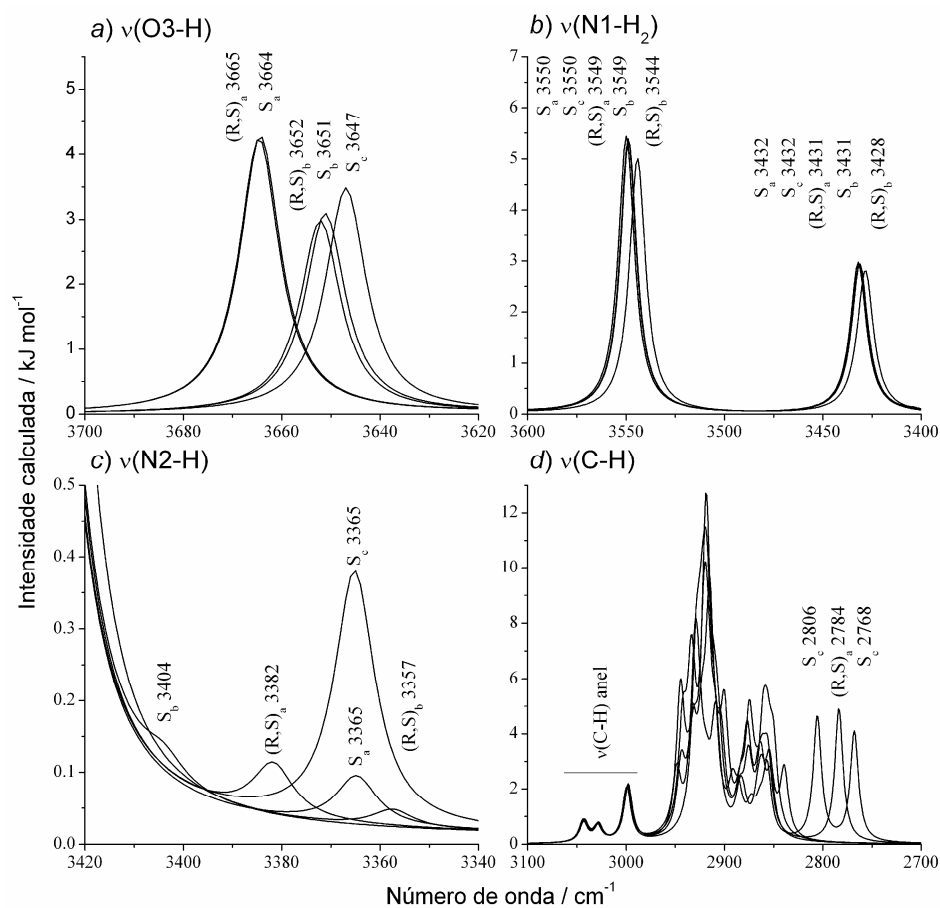 a) ν(O3-H)
(R,S)a 3665
Sa 3664
(R,S)b 3652
Sb 3651
Sc 3647
5
4
3
2
1
0
3700 3680 3660 3640 3620
b) ν(N1-H2)
Sa 3550
Sc 3550
(R,S)a 3549
Sb 3549
(R,S)b 3544
Sa 3432
Sc 3432
(R,S)a 3431
Sb 3431
(R,S)b 3428
7
6
5
4
3
2
1
0
3600 3550 3500 3450 3400
Intensidade calculada / kJ mol-1
c) ν(N2-H)
Sb 3404
(R,S)a 3382
Sc 3365
Sa 3365
(R,S)b 3357
0.5
0.4
0.3
0.2
0.1
0.0
3420 3400 3380 3360 3340
d) ν(C-H)
ν(C-H) anel
Sc 2806
(R,S)a 2784
Sc 2768
12
10
8
6
4
2
0
3100 3000 2900 2800 2700
Número de onda / cm-1